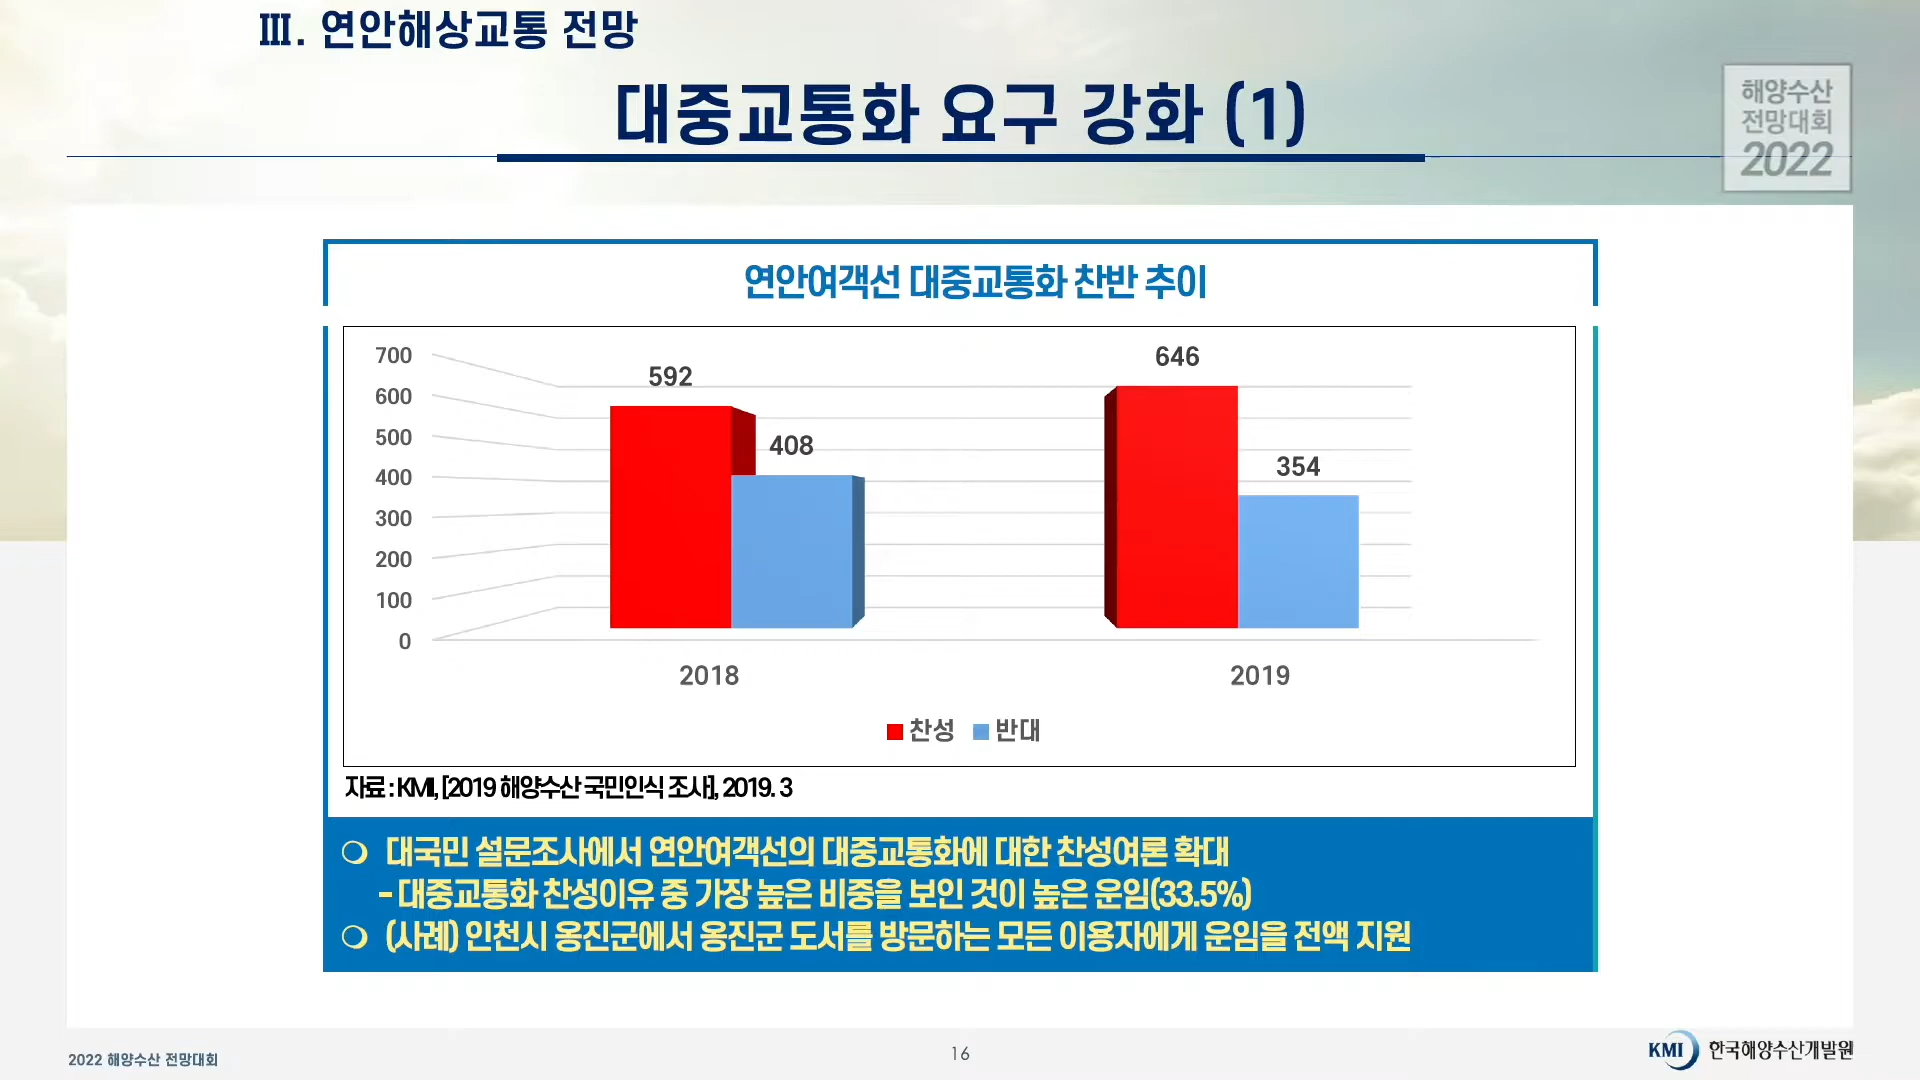 Ⅲ. 연안해상교통 전망
대중교통화 요구 강화 (1)
해양수산
전망대회
2022
연안여객선 대중교통화 찬반 추이
700
600
500
400
300
200
100
0
592
408
646
354
2018
2019
찬성 반대
자료 : KMI, [2019 해양수산 국민인식 조사], 2019. 3
❍ 대국민 설문조사에서 연안여객선의 대중교통화에 대한 찬성여론 확대
- 대중교통화 찬성이유 중 가장 높은 비중을 보인 것이 높은 운임(33.5%)
❍ (사례) 인천시 옹진군에서 옹진군 도서를 방문하는 모든 이용자에게 운임을 전액 지원
2022 해양수산 전망대회
16
KMI 한국해양수산개발원